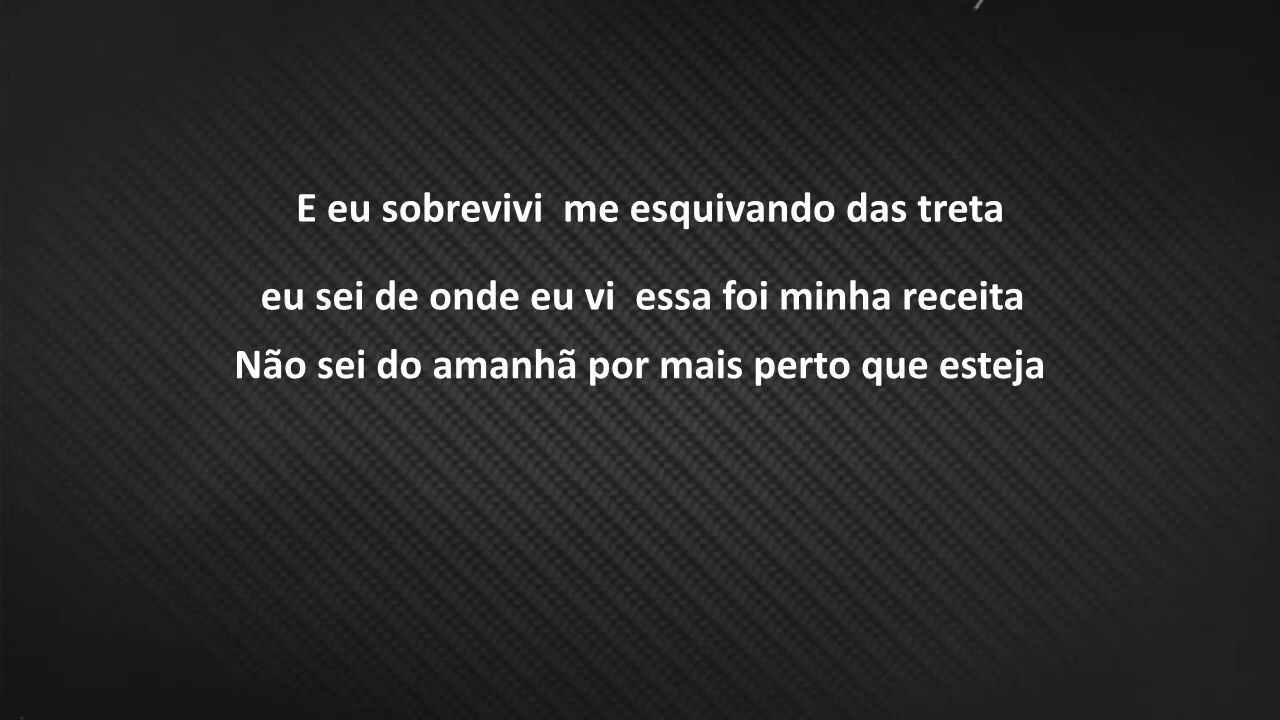 E eu sobrevivi  me esquivando das treta
eu sei de onde eu vi  essa foi minha receita
Não sei do amanhã por mais perto que esteja